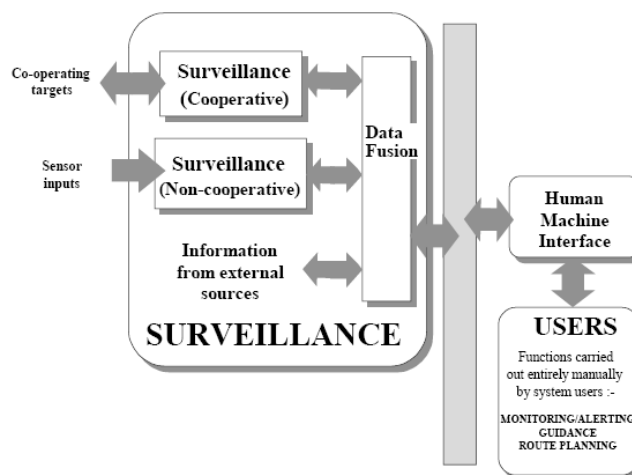 Co-operating
targets
Surveillance
(Cooperative)
Sensor
inputs
Surveillance
(Non-cooperative)
Information
from external
sources
Data
Fusion
SURVEILLANCE
Human
Machine
Interface
USERS
Functions carried
out entirely manually
by system users :-
MONITORING/ALERTING
GUIDANCE
ROUTE PLANNING